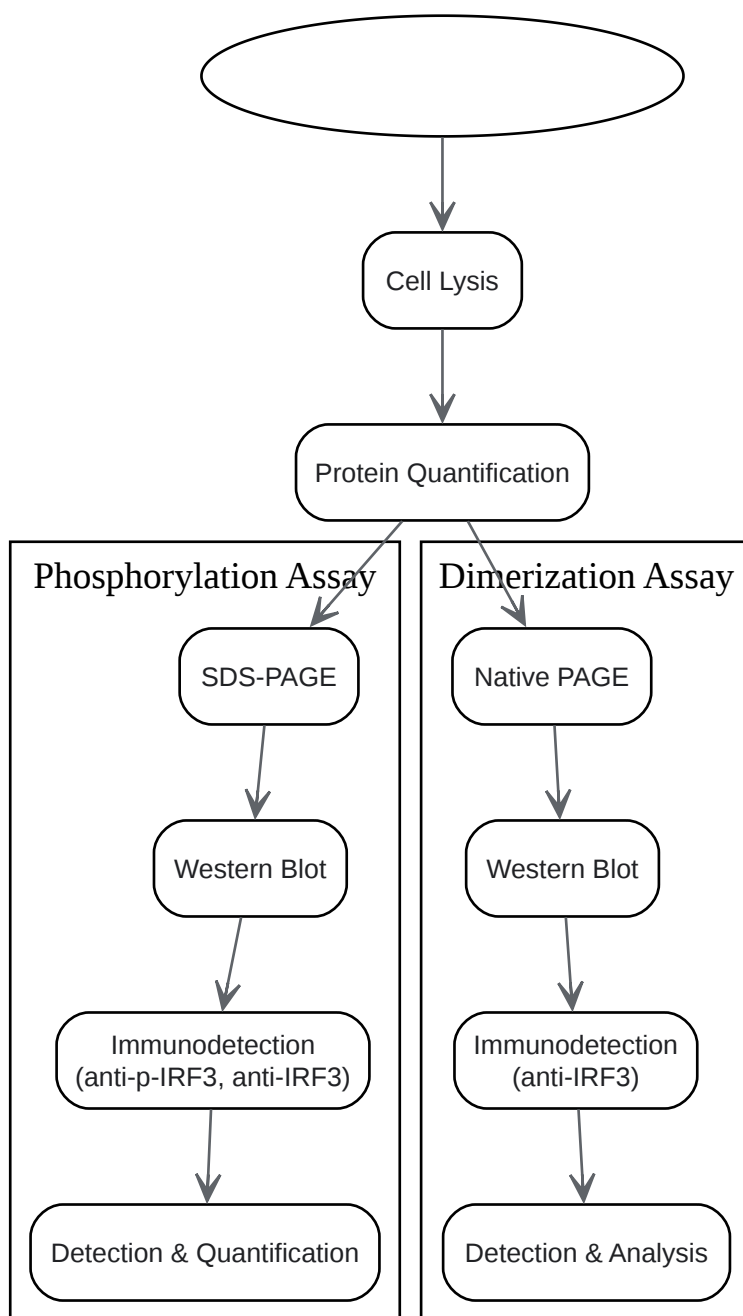 Cell Lysis
Protein Quantification
Phosphorylation Assay
SDS-PAGE
Western Blot
Immunodetection
(anti-p-IRF3, anti-IRF3)
Detection & Quantification
Dimerization Assay
Native PAGE
Western Blot
Immunodetection
(anti-IRF3)
Detection & Analysis